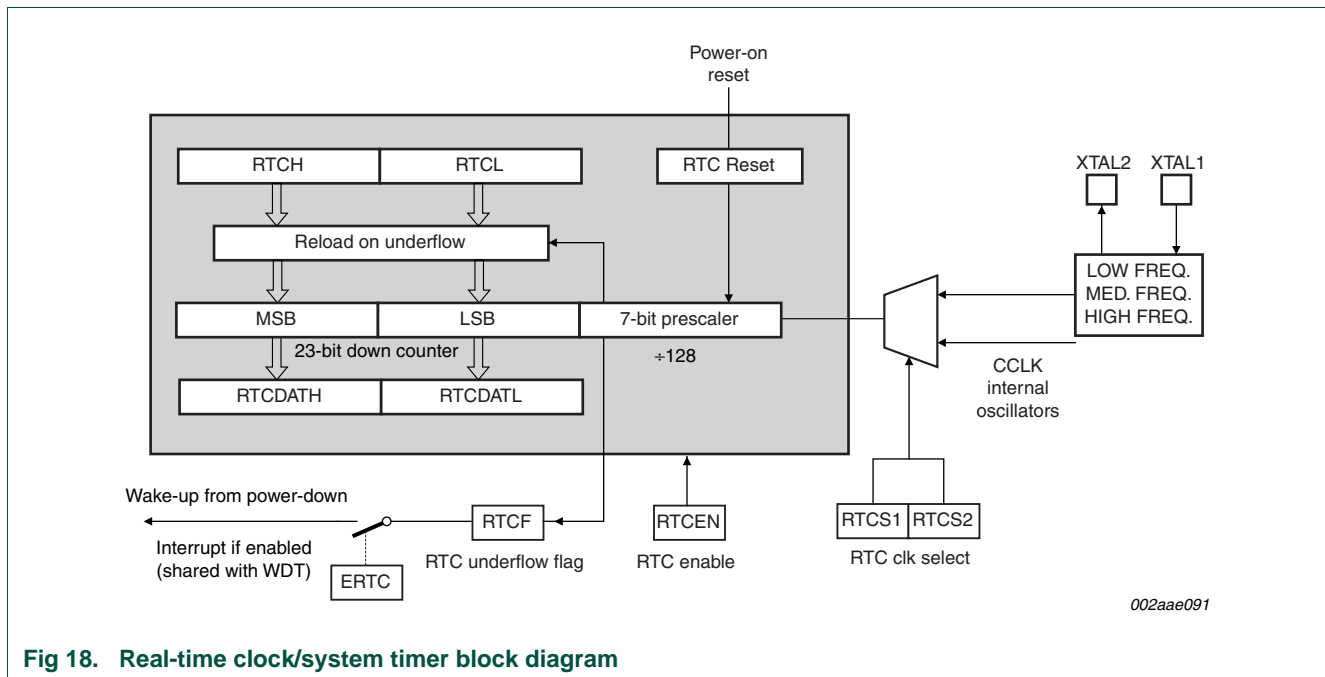 Power-on
reset
RTCH
RTCL
RTC Reset
XTAL2
XTAL1
Reload on underflow
LOW FREQ.
MED. FREQ.
HIGH FREQ.
MSB
LSB
7-bit prescaler
23-bit down counter
÷128
CCLK
internal
oscillators
RTCDATH
RTCDATL
Wake-up from power-down
RTCF
RTCEN
RTCS1
RTCS2
Interrupt if enabled
(shared with WDT)
RTC underflow flag
RTC enable
RTC clk select
ERTC
002aae091
Fig 18. Real-time clock/system timer block diagram